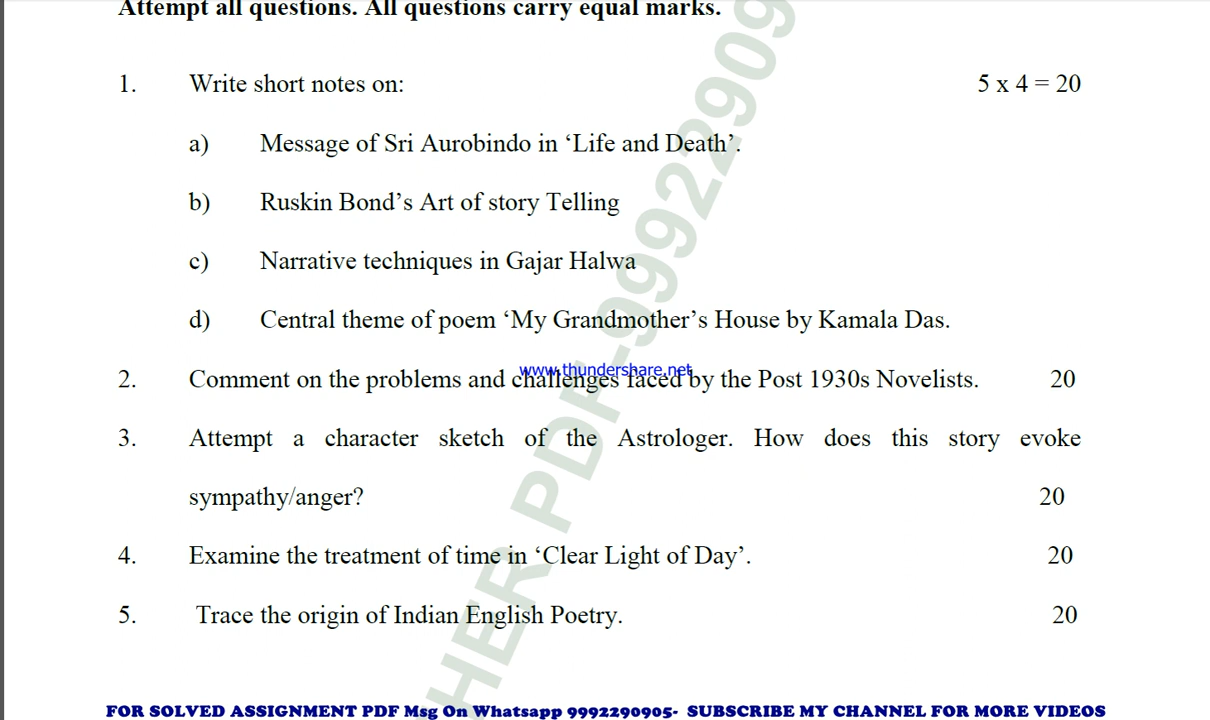 Attempt all questions. All questions carry equal marks.
1. Write short notes on: 5 x 4 = 20
a) Message of Sri Aurobindo in ‘Life and Death’.
b) Ruskin Bond’s Art of story Telling
c) Narrative techniques in Gajar Halwa
d) Central theme of poem ‘My Grandmother’s House by Kamala Das.
www.thundershare.net
2. Comment on the problems and challenges faced by the Post 1930s Novelists. 20
3. Attempt a character sketch of the Astrologer. How does this story evoke
sympathy/anger? 20
4. Examine the treatment of time in ‘Clear Light of Day’. 20
5. Trace the origin of Indian English Poetry. 20
HER PDF-99922909
FOR SOLVED ASSIGNMENT PDF Msg On Whatsapp 9992290905- SUBSCRIBE MY CHANNEL FOR MORE VIDEOS